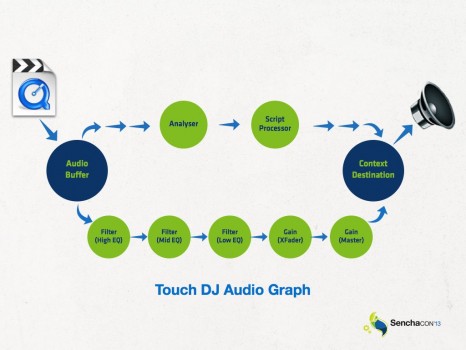 Analyser
Script
Processor
Audio
Buffer
Context
Destination
Filter
(High EQ)
Filter
(Mid EQ)
Filter
(Low EQ)
Gain
(XFader)
Gain
(Master)
Touch DJ Audio Graph
SenchaCON'13